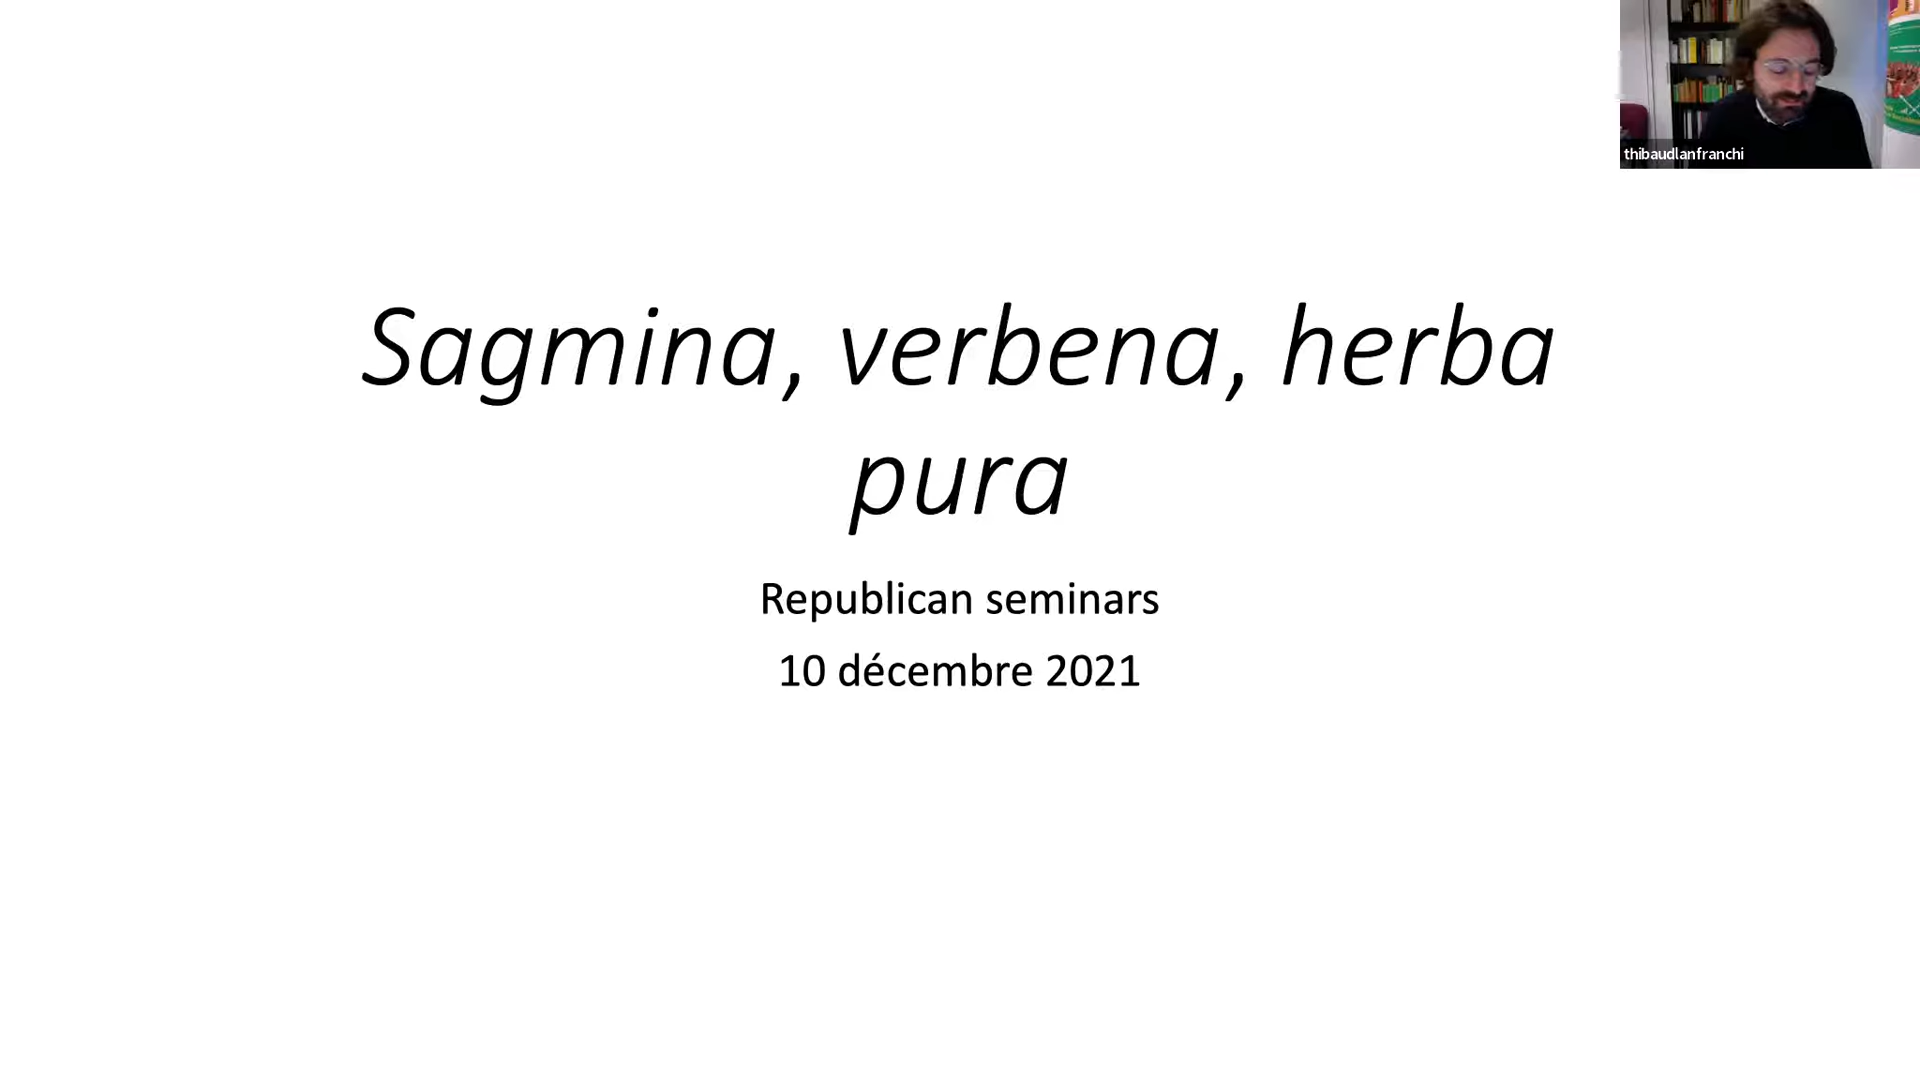 thibaudlanfranchi
Sagmina, verbena, herba
pura
Republican seminars
10 décembre 2021